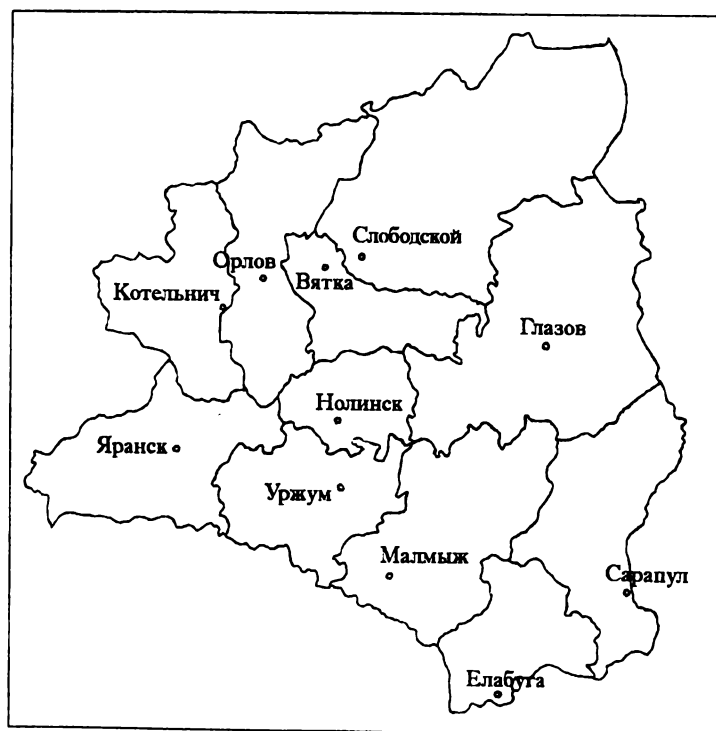 Слободской
Орлов
Вятка
Котельнич
Глазов
Нолинск
Яранск
Уржум
Малмыж
Сарапул
Елабуга